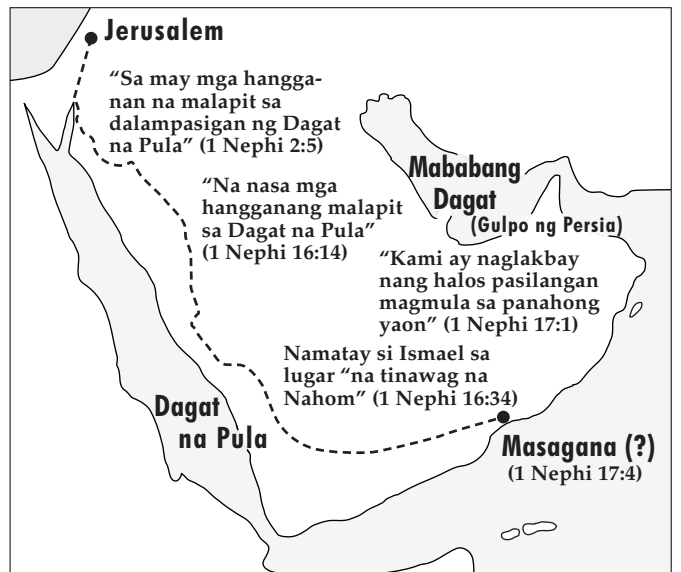 Jerusalem
“Sa may mga hangga-
nan na malapit sa
dalampasigan ng Dagat
na Pula” (1 Nephi 2:5)
“Na nasa mga
hangganang malapit
sa Dagat na Pula”
(1 Nephi 16:14)
Mababang
Dagat
(Gulpo ng Persia)
“Kami ay naglakbay
nang halos pasilangan
magmula sa panahong
yaon” (1 Nephi 17:1)
Namatay si Ismael sa
lugar “na tinawag na
Nahom” (1 Nephi 16:34)
Dagat
na Pula
Masagana (?)
(1 Nephi 17:4)